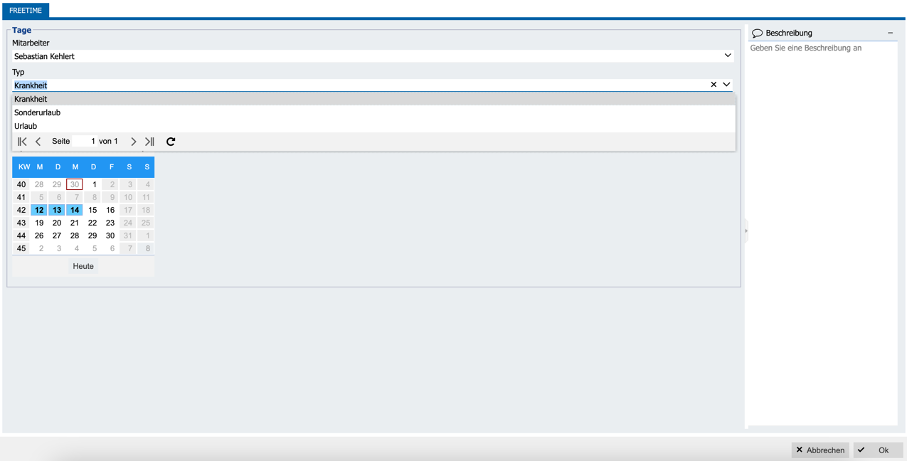 FREETIME
Tage
Mitarbeiter
Sebastian Kehlert
Typ
Krankheit
Krankheit
Sonderurlaub
Urlaub
Seite 1 von 1
KW M D M D F S S
40 28 29 30 1 2 3 4
41 5 6 7 8 9 10 11
42 12 13 14 15 16 17 18
43 19 20 21 22 23 24 25
44 26 27 28 29 30 31 1
45 2 3 4 5 6 7 8
Heute
Beschreibung
Geben Sie eine Beschreibung an
Abbrechen
Ok